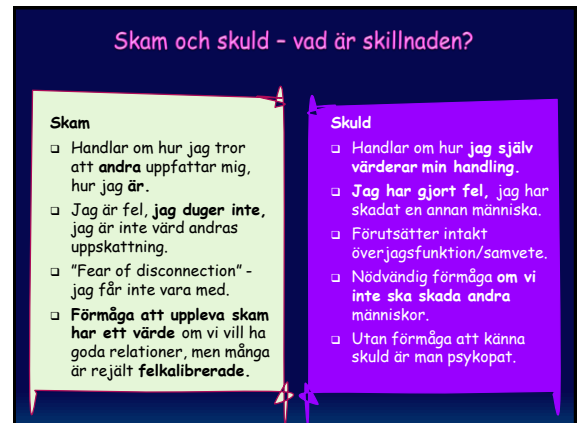 Skam och skuld – vad är skillnaden?
Skam
Handlar om hur jag tror
att andra uppfattar mig,
hur jag är.
Jag är fel, jag duger inte,
jag är inte värd andras
uppskattning.
"Fear of disconnection" -
jag får inte vara med.
Förmåga att uppleva skam
har ett värde om vi vill ha
goda relationer, men många
är rejält felkalibrerade.
Skuld
Handlar om hur jag själv
värderar min handling.
Jag har gjort fel, jag har
skadat en annan människa.
Förutsätter intakt
överjagsfunktion/samvete.
Nödvändig förmåga om vi
inte ska skada andra
människor.
Utan förmåga att känna
skuld är man psykopat.